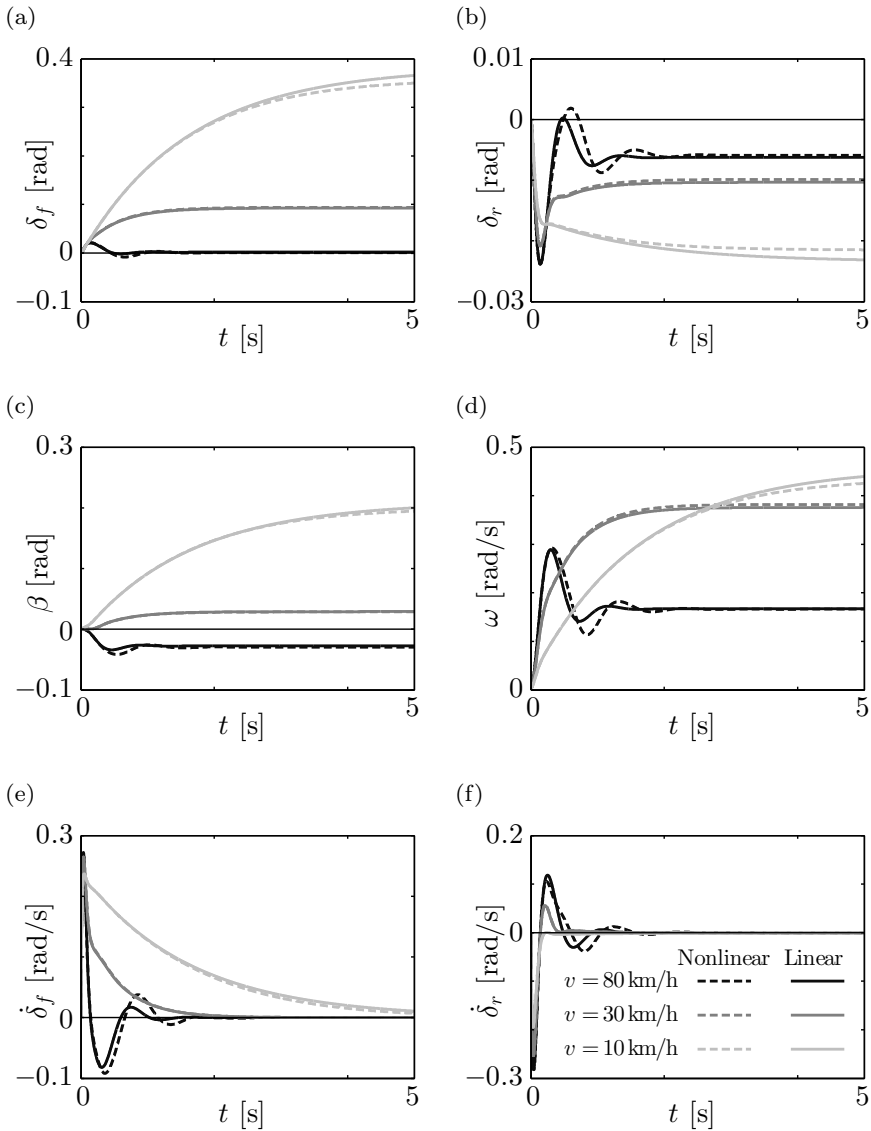 (a)
0.4
δ_f [rad]
0
−0.1
0
5
t [s]
(b)
0.01
0
δ_r [rad]
−0.03
0
5
t [s]
(c)
0.3
β [rad]
0
−0.1
0
5
t [s]
(d)
0.5
ω [rad/s]
0
0
5
t [s]
(e)
0.3
δ̇_f [rad/s]
0
−0.1
0
5
t [s]
(f)
0.2
0
δ̇_r [rad/s]
−0.3
0
5
t [s]
Nonlinear Linear
v = 80 km/h
v = 30 km/h
v = 10 km/h